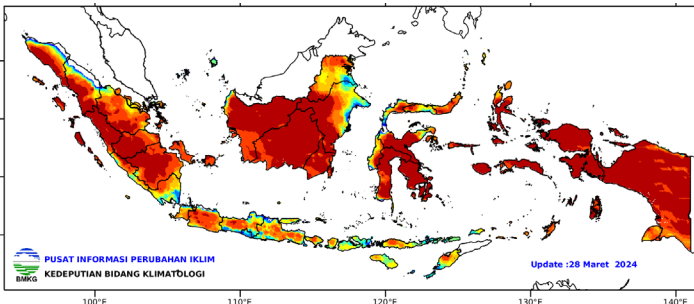 PUSAT INFORMASI PERUBAHAN IKLIM
KEDEPUTIAN BIDANG KLIMATOLOGI
BMKG
Update :28 Maret 2024
100°E
110°E
120°E
130°E
140°E